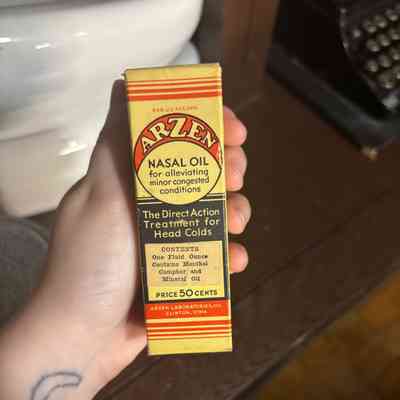 ARZEN
NASAL OIL
for alleviating
minor congested
conditions
The Direct Action
Treatment for
Head Colds
CONTENTS
One Fluid Ounce
Contains Menthol
Camphor and
Mineral Oil
PRICE 50 CENTS
ARZEN LABORATORIES, INC.
CLINTON, IOWA